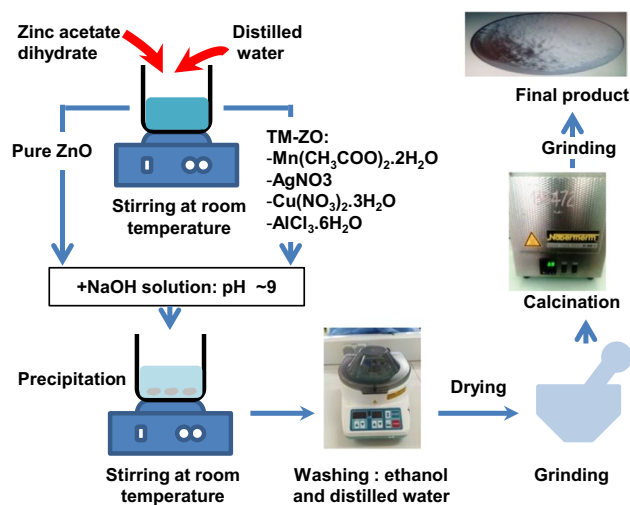 Zinc acetate
dihydrate
Distilled
water
Pure ZnO
TM-ZO:
-Mn(CH₃COO)₂.2H₂O
-AgNO3
-Cu(NO₃)₂.3H₂O
-AlCl₃.6H₂O
Stirring at room
temperature
+NaOH solution: pH ~9
Precipitation
Stirring at room
temperature
Washing : ethanol
and distilled water
Drying
Grinding
Calcination
Nabertherm
Grinding
Final product